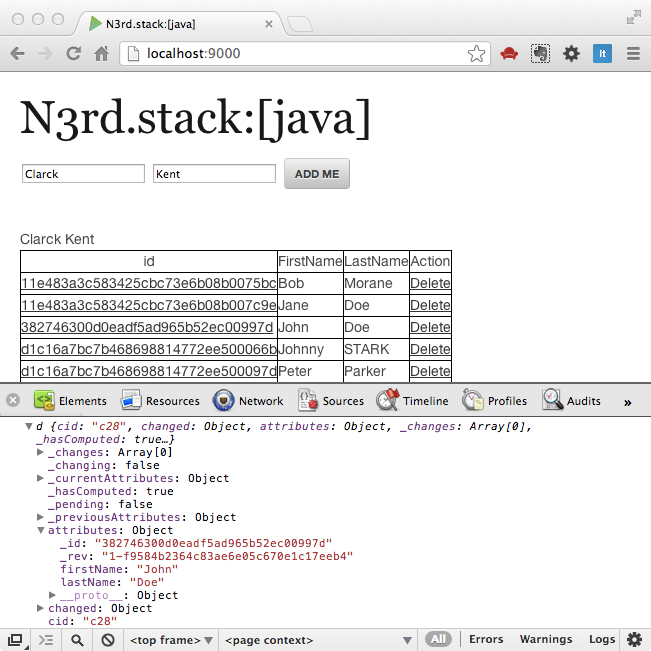 N3rd.stack:[java]
localhost:9000
It
N3rd.stack:[java]
Clarck Kent ADD ME
Clarck Kent
id FirstName LastName Action
11e483a3c583425cbc73e6b08b0075bc Bob Morane Delete
11e483a3c583425cbc73e6b08b007c9e Jane Doe Delete
382746300d0eadf5ad965b52ec00997d John Doe Delete
d1c16a7bc7b468698814772ee500066b Johnny STARK Delete
d1c16a7bc7b468698814772ee500097d Peter Parker Delete
Elements Resources Network Sources Timeline Profiles Audits »
▼d {cid: "c28", changed: Object, attributes: Object, _changes: Array[0],
_hasComputed: true…}
▶_changes: Array[0]
_changing: false
▶_currentAttributes: Object
_hasComputed: true
_pending: false
▶_previousAttributes: Object
▼attributes: Object
_id: "382746300d0eadf5ad965b52ec00997d"
_rev: "1-f9584b2364c83ae6e05c670e1c17eeb4"
firstName: "John"
lastName: "Doe"
▶__proto__: Object
▶changed: Object
cid: "c28"
<top frame> ▼ <page context> ▼ All Errors Warnings Logs